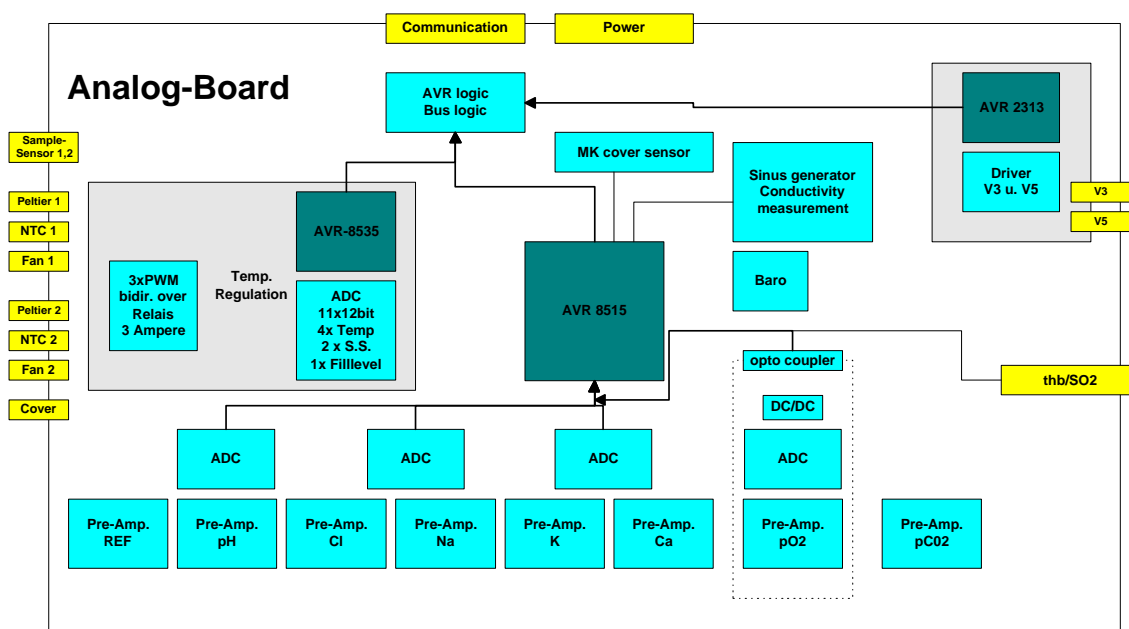 Communication
Power
Analog-Board
AVR logic
Bus logic
AVR 2313
Sample-
Sensor 1,2
MK cover sensor
Sinus generator
Conductivity
measurement
Driver
V3 u. V5
V3
V5
Peltier 1
NTC 1
Fan 1
Peltier 2
NTC 2
Fan 2
Cover
AVR-8535
3xPWM
bidir. over
Relais
3 Ampere
Temp.
Regulation
ADC
11x12bit
4x Temp
2 x S.S.
1x Filllevel
AVR 8515
Baro
opto coupler
thb/SO2
DC/DC
ADC
ADC
ADC
ADC
Pre-Amp.
REF
Pre-Amp.
pH
Pre-Amp.
Cl
Pre-Amp.
Na
Pre-Amp.
K
Pre-Amp.
Ca
Pre-Amp.
pO2
Pre-Amp.
pC02